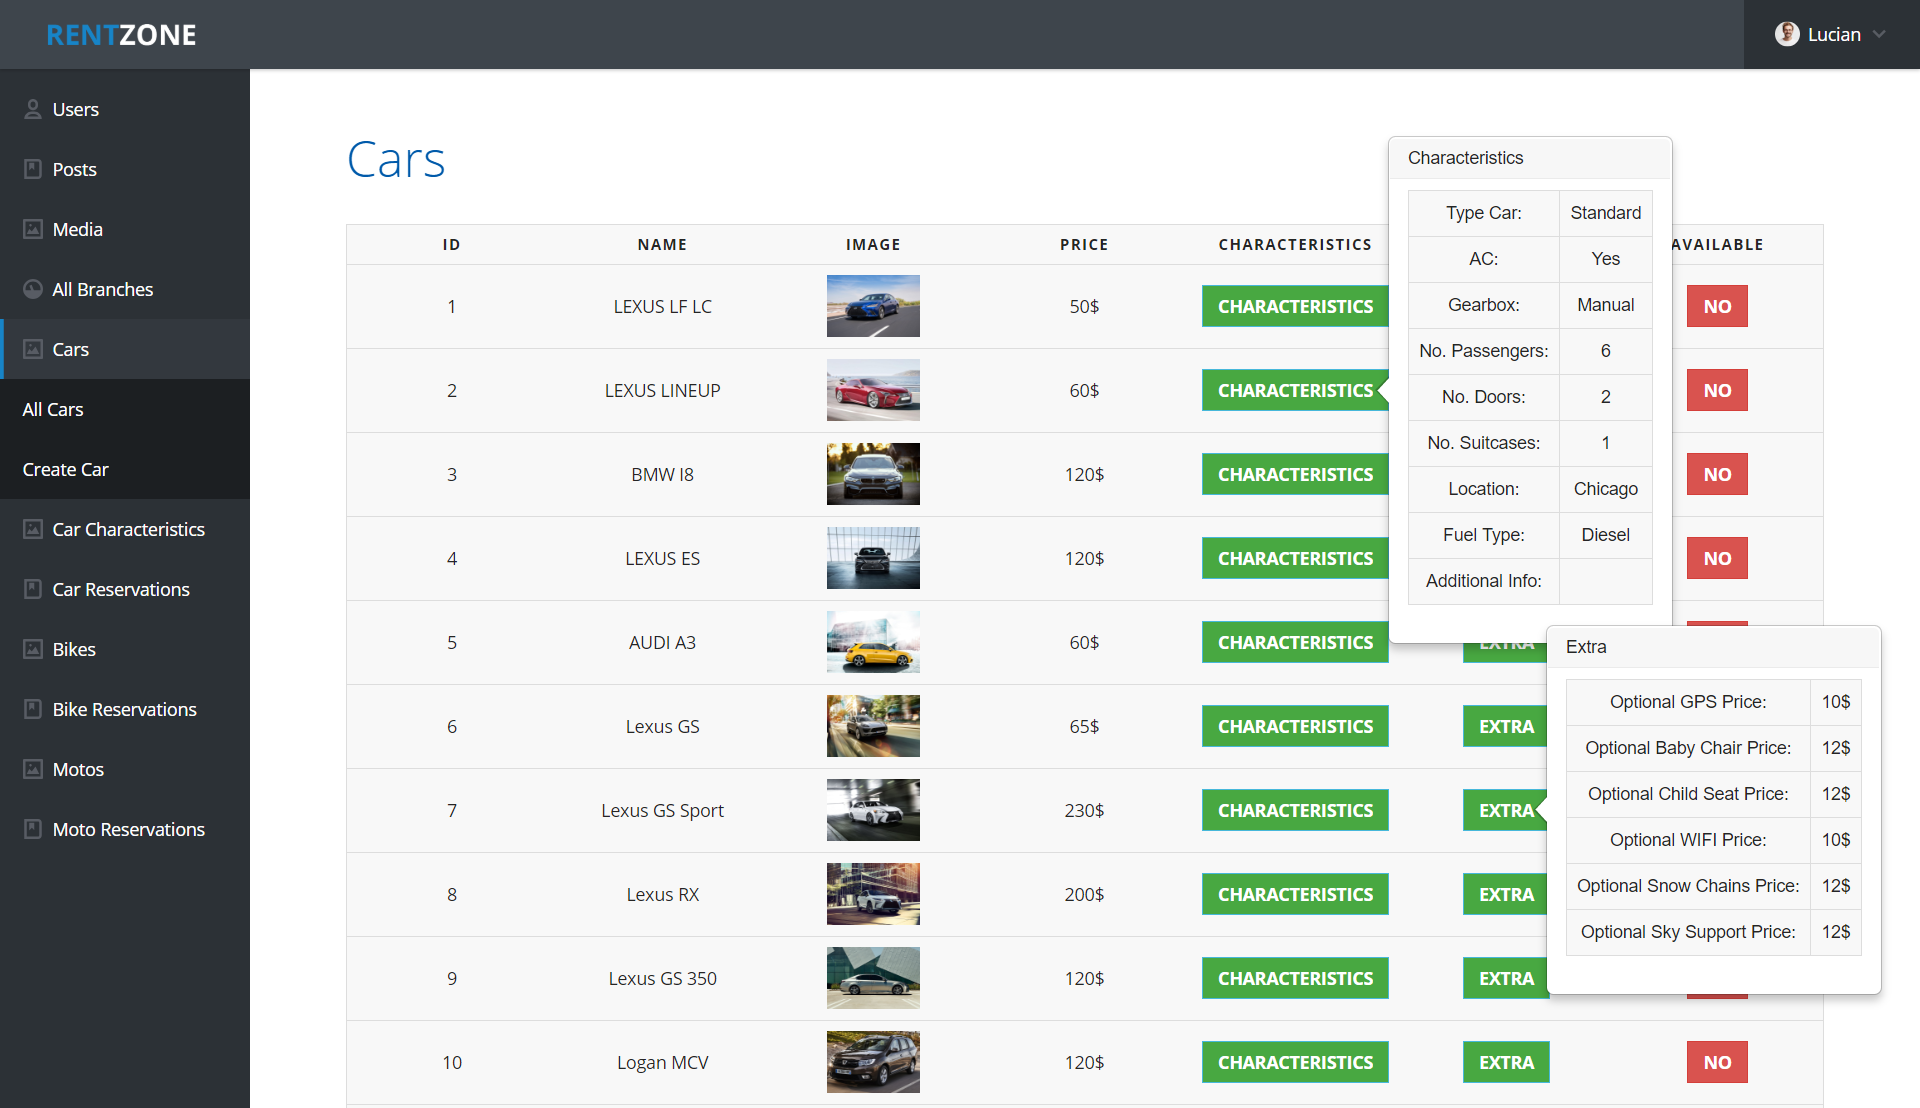 RENTZONE
Lucian
Users
Posts
Media
All Branches
Cars
All Cars
Create Car
Car Characteristics
Car Reservations
Bikes
Bike Reservations
Motos
Moto Reservations
Cars
ID NAME IMAGE PRICE CHARACTERISTICS AVAILABLE
1 LEXUS LF LC 50$ CHARACTERISTICS NO
2 LEXUS LINEUP 60$ CHARACTERISTICS NO
3 BMW I8 120$ CHARACTERISTICS NO
4 LEXUS ES 120$ CHARACTERISTICS NO
5 AUDI A3 60$ CHARACTERISTICS EXTRA
6 Lexus GS 65$ CHARACTERISTICS EXTRA
7 Lexus GS Sport 230$ CHARACTERISTICS EXTRA
8 Lexus RX 200$ CHARACTERISTICS EXTRA
9 Lexus GS 350 120$ CHARACTERISTICS EXTRA
10 Logan MCV 120$ CHARACTERISTICS EXTRA NO
Characteristics
Type Car: Standard
AC: Yes
Gearbox: Manual
No. Passengers: 6
No. Doors: 2
No. Suitcases: 1
Location: Chicago
Fuel Type: Diesel
Additional Info:
Extra
Optional GPS Price: 10$
Optional Baby Chair Price: 12$
Optional Child Seat Price: 12$
Optional WIFI Price: 10$
Optional Snow Chains Price: 12$
Optional Sky Support Price: 12$